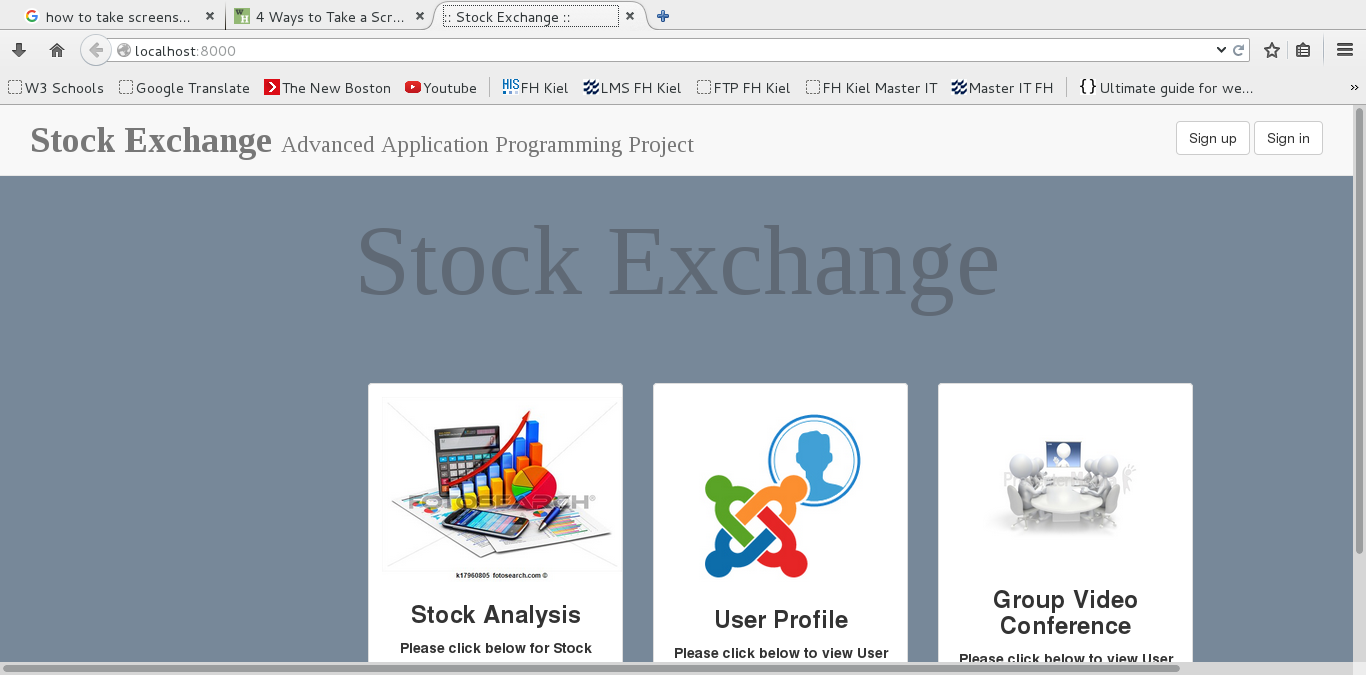 how to take screens...
4 Ways to Take a Scr...
:: Stock Exchange ::
localhost:8000
W3 Schools
Google Translate
The New Boston
Youtube
HIS FH Kiel
LMS FH Kiel
FTP FH Kiel
FH Kiel Master IT
Master IT FH
{} Ultimate guide for we...
Stock Exchange Advanced Application Programming Project
Sign up
Sign in
Stock Exchange
FOTOSEARCH®
k17960805 fotosearch.com ©
Stock Analysis
Please click below for Stock
User Profile
Please click below to view User
Group Video
Conference
Please click below to view User